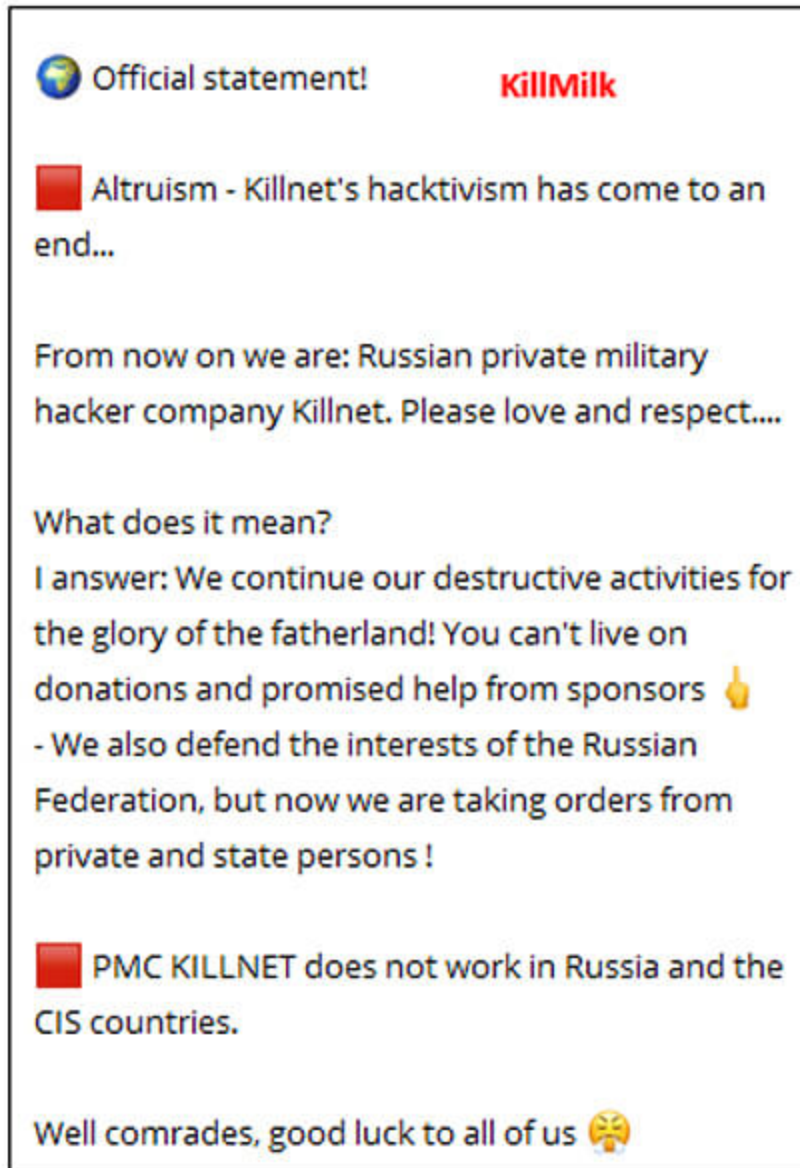 🌍 Official statement! KillMilk
🟥 Altruism - Killnet's hacktivism has come to an
end...
From now on we are: Russian private military
hacker company Killnet. Please love and respect....
What does it mean?
I answer: We continue our destructive activities for
the glory of the fatherland! You can't live on
donations and promised help from sponsors 🖕
- We also defend the interests of the Russian
Federation, but now we are taking orders from
private and state persons !
🟥 PMC KILLNET does not work in Russia and the
CIS countries.
Well comrades, good luck to all of us 😤